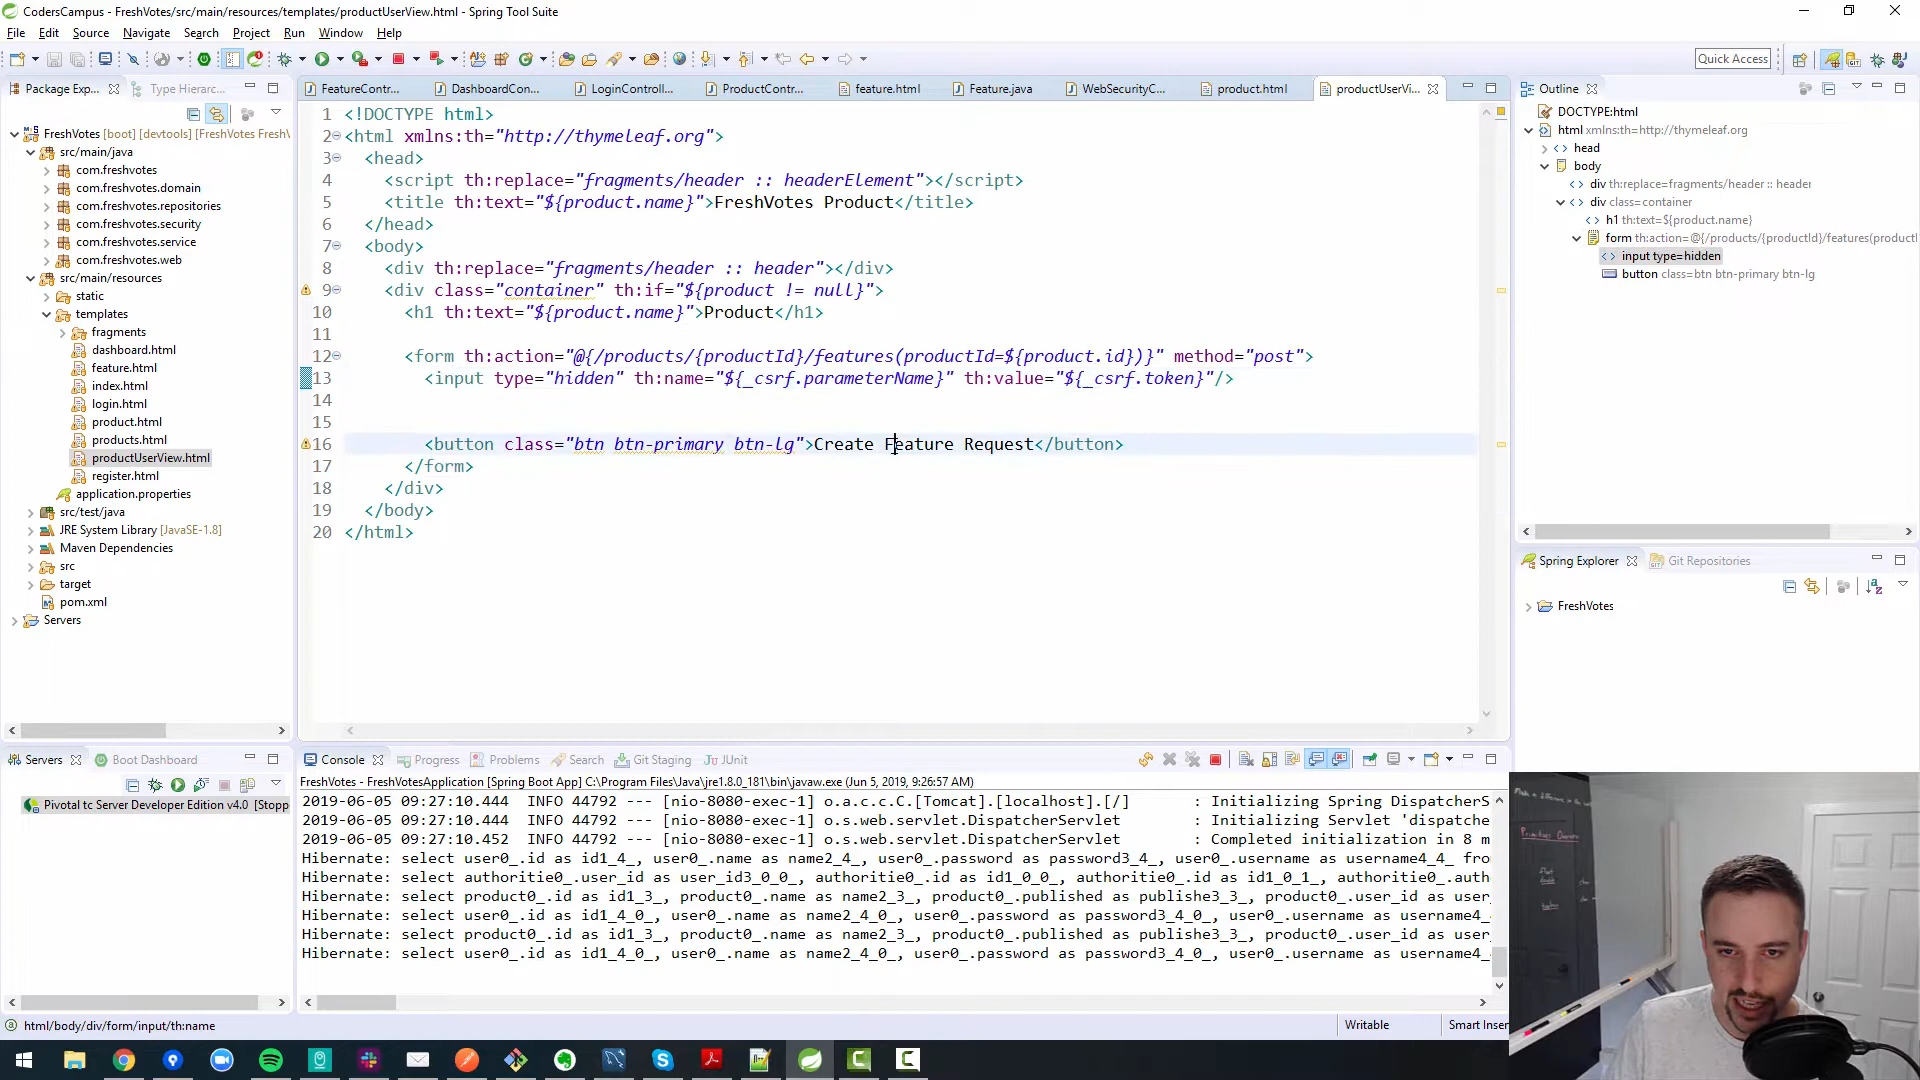 CodersCampus - FreshVotes/src/main/resources/templates/productUserView.html - Spring Tool Suite
File Edit Source Navigate Search Project Run Window Help
Quick Access
Package Exp...
Type Hierarc...
FreshVotes [boot] [devtools] [FreshVotes FreshV
src/main/java
com.freshvotes
com.freshvotes.domain
com.freshvotes.repositories
com.freshvotes.security
com.freshvotes.service
com.freshvotes.web
src/main/resources
static
templates
fragments
dashboard.html
feature.html
index.html
login.html
product.html
products.html
productUserView.html
register.html
application.properties
src/test/java
JRE System Library [JavaSE-1.8]
Maven Dependencies
src
target
pom.xml
Servers
FeatureContr...
DashboardCon...
LoginControll...
ProductContr...
feature.html
Feature.java
WebSecurityC...
product.html
productUserVi...
1 <!DOCTYPE html>
2 <html xmlns:th="http://thymeleaf.org">
3 <head>
4 <script th:replace="fragments/header :: headerElement"></script>
5 <title th:text="${product.name}">FreshVotes Product</title>
6 </head>
7 <body>
8 <div th:replace="fragments/header :: header"></div>
9 <div class="container" th:if="${product != null}">
10 <h1 th:text="${product.name}">Product</h1>
11
12 <form th:action="@{/products/{productId}/features(productId=${product.id})}" method="post">
13 <input type="hidden" th:name="${_csrf.parameterName}" th:value="${_csrf.token}"/>
14
15
16 <button class="btn btn-primary btn-lg">Create Feature Request</button>
17 </form>
18 </div>
19 </body>
20 </html>
Outline
DOCTYPE:html
html xmlns:th=http://thymeleaf.org
head
body
div th:replace=fragments/header :: header
div class=container
h1 th:text=${product.name}
form th:action=@{/products/{productId}/features(product
input type=hidden
button class=btn btn-primary btn-lg
Spring Explorer
Git Repositories
FreshVotes
Servers
Boot Dashboard
Pivotal tc Server Developer Edition v4.0 [Stopp
Console
Progress
Problems
Search
Git Staging
JUnit
FreshVotes - FreshVotesApplication [Spring Boot App] C:\Program Files\Java\jre1.8.0_181\bin\javaw.exe (Jun 5, 2019, 9:26:57 AM)
2019-06-05 09:27:10.444 INFO 44792 --- [nio-8080-exec-1] o.a.c.c.C.[Tomcat].[localhost].[/] : Initializing Spring DispatcherS
2019-06-05 09:27:10.444 INFO 44792 --- [nio-8080-exec-1] o.s.web.servlet.DispatcherServlet : Initializing Servlet 'dispatche
2019-06-05 09:27:10.452 INFO 44792 --- [nio-8080-exec-1] o.s.web.servlet.DispatcherServlet : Completed initialization in 8 m
Hibernate: select user0_.id as id1_4_, user0_.name as name2_4_, user0_.password as password3_4_, user0_.username as username4_4_ fro
Hibernate: select authoritie0_.user_id as user_id3_0_0_, authoritie0_.id as id1_0_0_, authoritie0_.id as id1_0_1_, authoritie0_.auth
Hibernate: select product0_.id as id1_3_, product0_.name as name2_3_, product0_.published as publishe3_3_, product0_.user_id as user_
Hibernate: select user0_.id as id1_4_0_, user0_.name as name2_4_0_, user0_.password as password3_4_0_, user0_.username as username4_
Hibernate: select product0_.id as id1_3_, product0_.name as name2_3_, product0_.published as publishe3_3_, product0_.user_id as user_
Hibernate: select user0_.id as id1_4_0_, user0_.name as name2_4_0_, user0_.password as password3_4_0_, user0_.username as username4_
html/body/div/form/input/th:name
Writable
Smart Inser